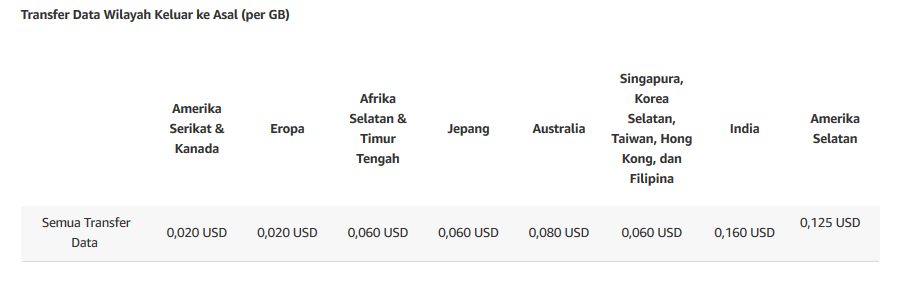 Transfer Data Wilayah Keluar ke Asal (per GB)
Amerika
Serikat &
Kanada
Eropa
Afrika
Selatan &
Timur
Tengah
Jepang
Australia
Singapura,
Korea
Selatan,
Taiwan, Hong
Kong, dan
Filipina
India
Amerika
Selatan
Semua Transfer
Data
0,020 USD
0,020 USD
0,060 USD
0,060 USD
0,080 USD
0,060 USD
0,160 USD
0,125 USD